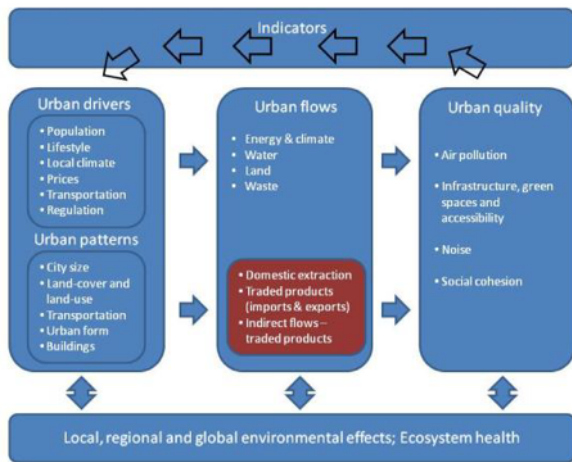 Indicators
Urban drivers
• Population
• Lifestyle
• Local climate
• Prices
• Transportation
• Regulation
Urban patterns
• City size
• Land-cover and
land-use
• Transportation
• Urban form
• Buildings
Urban flows
• Energy & climate
• Water
• Land
• Waste
• Domestic extraction
• Traded products
(imports & exports)
• Indirect flows –
traded products
Urban quality
• Air pollution
• Infrastructure, green
spaces and
accessibility
• Noise
• Social cohesion
Local, regional and global environmental effects; Ecosystem health